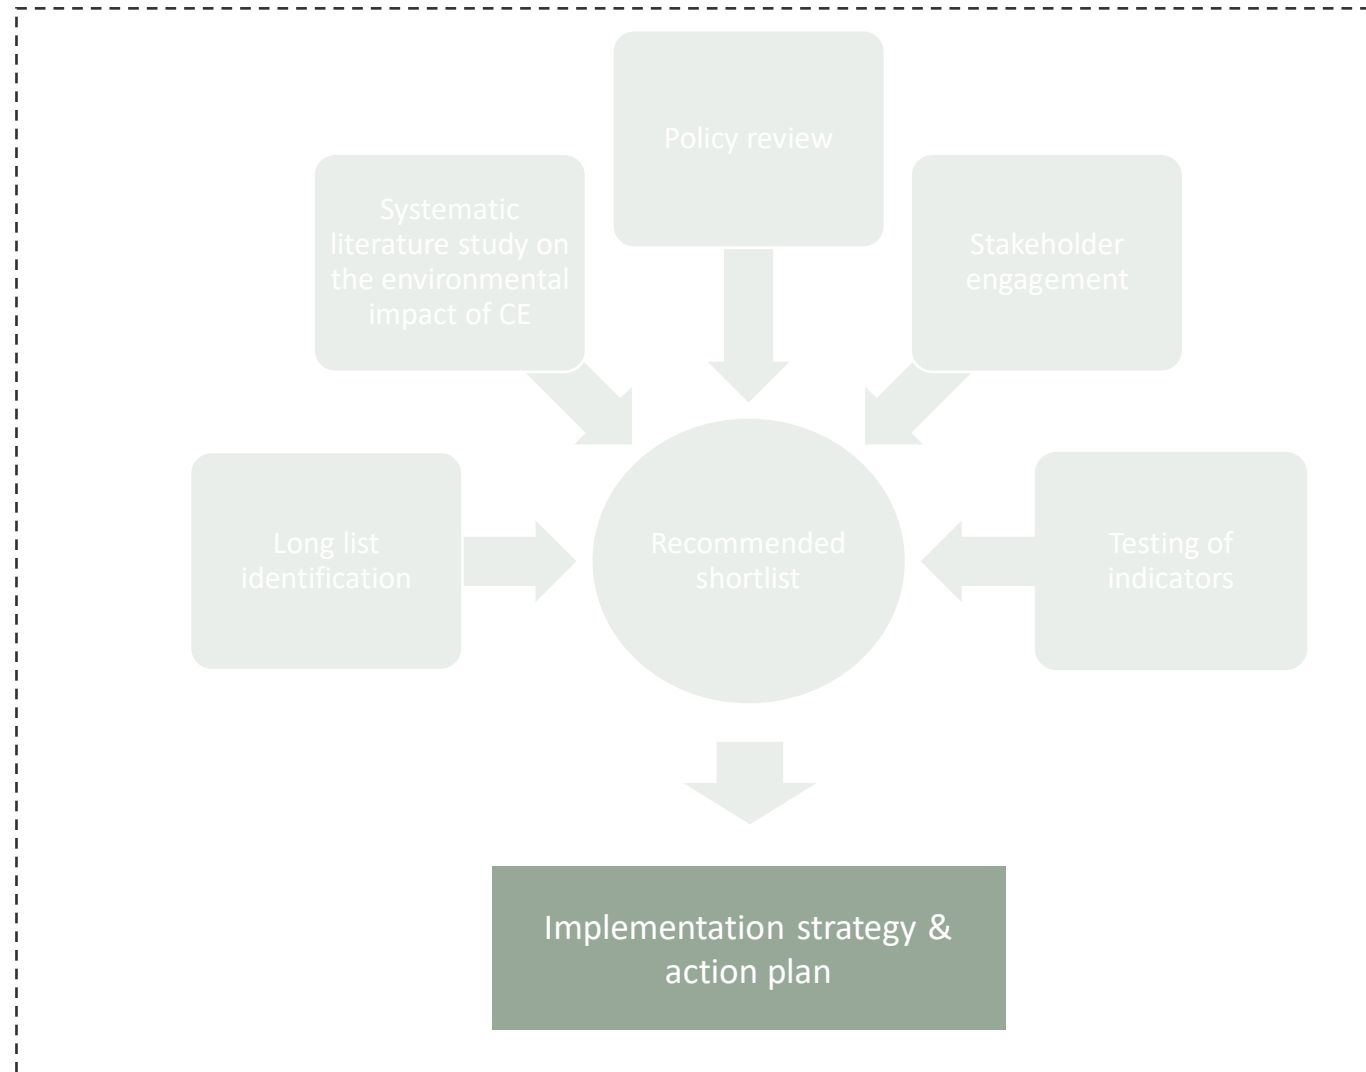 Policy review
Systematic
literature study on
the environmental
impact of CE
Stakeholder
engagement
Long list
identification
Recommended
shortlist
Testing of
indicators
Implementation strategy &
action plan